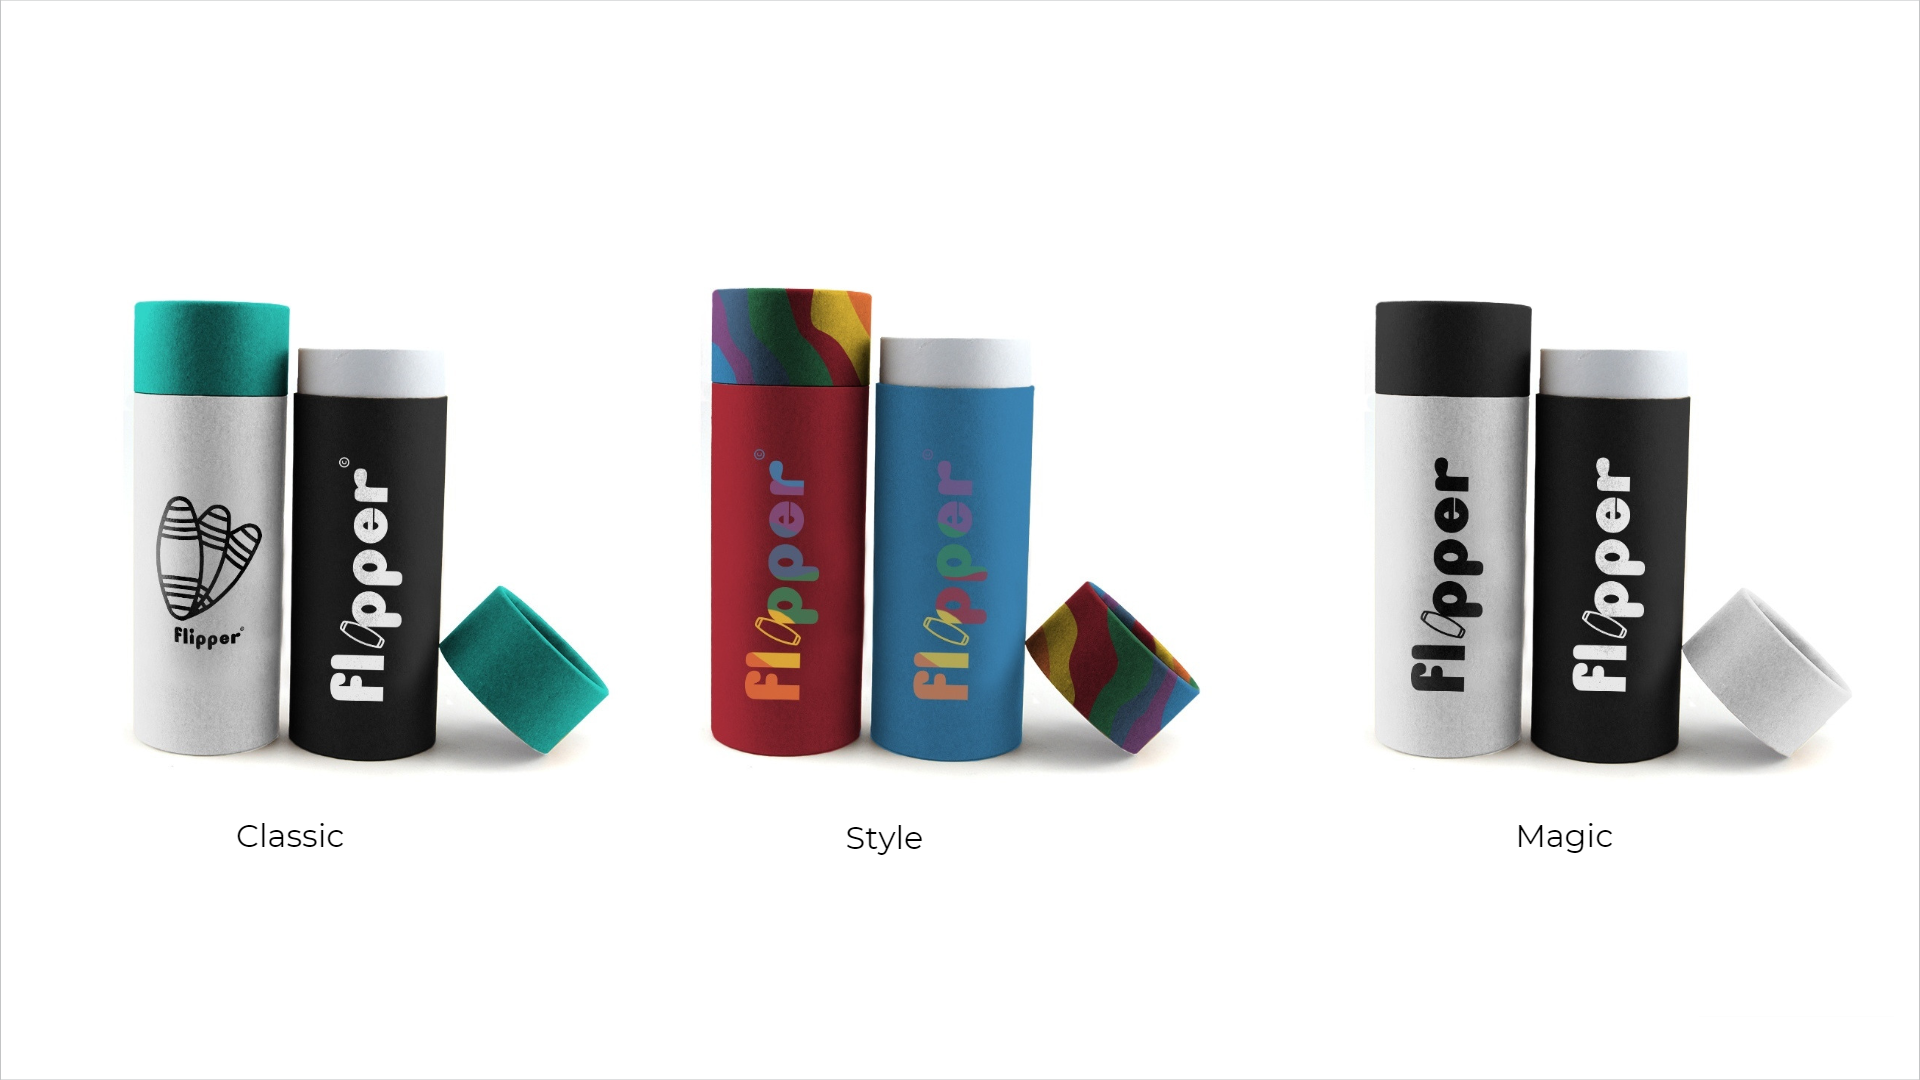 Flipper©
flipper©
flipper©
flipper©
flipper
flipper
Classic
Style
Magic